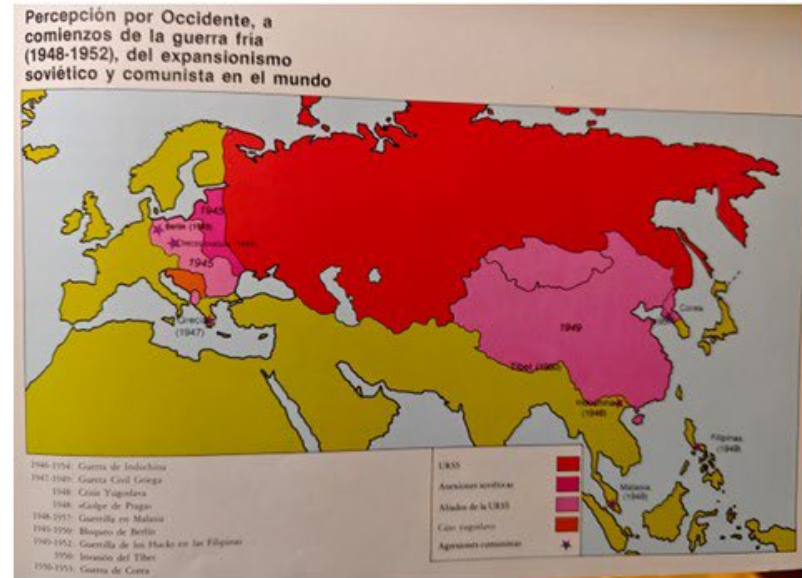 Percepción por Occidente, a
comienzos de la guerra fria
(1948-1952), del expansionismo
soviético y comunista en el mundo
1945
Berlín (1948)
Checoslovaquia
1945
Grecia
(1947)
1949
Corea
Tíbet (1950)
Indochina
(1946)
Filipinas
(1949)
Malasia
(1948)
1946-1954: Guerra de Indochina
1947-1949: Guerra Civil Griega
1948: Crisis Yugoslava
1948: «Golpe de Praga»
1948-1957: Guerrilla en Malasia
1949-1950: Bloqueo de Berlín
1949-1952: Guerrilla de los Hucks en las Filipinas
1950: Invasión del Tíbet
1950-1953: Guerra de Corea
URSS
Anexiones soviéticas
Aliados de la URSS
Caso yugoslavo
Agresiones comunistas